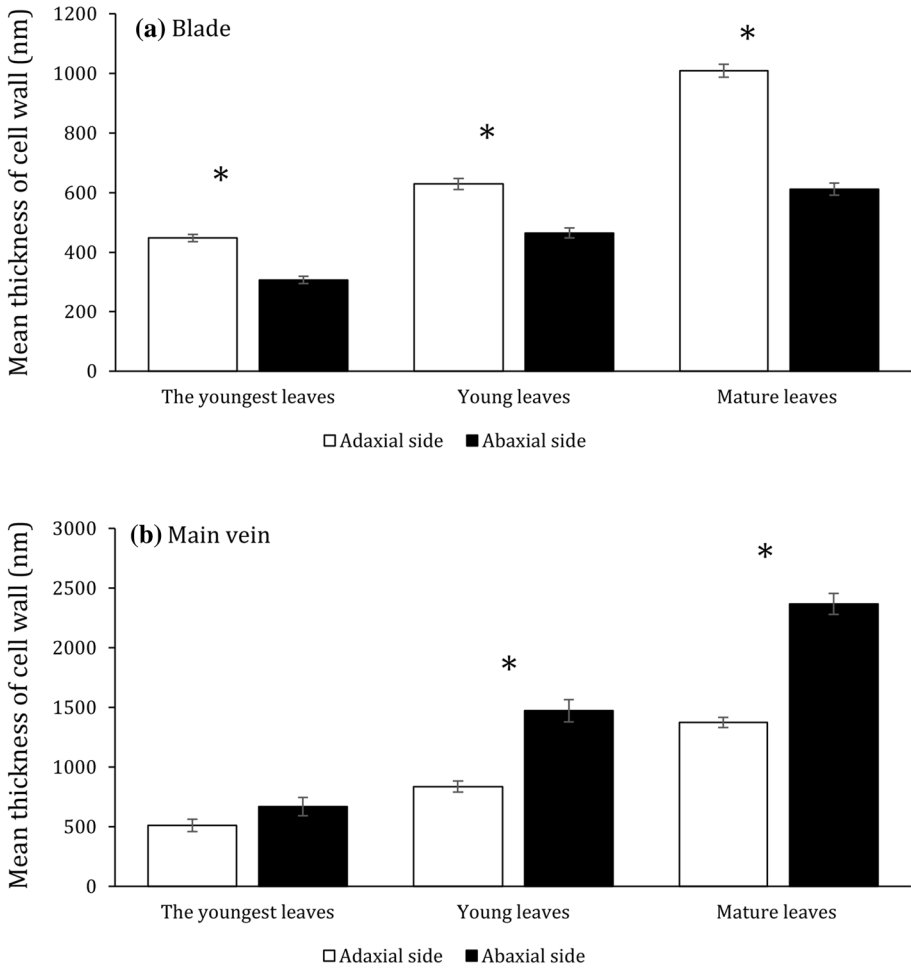 (a) Blade
Mean thickness of cell wall (nm)
1200
1000
800
600
400
200
0
*
*
*
The youngest leaves
Young leaves
Mature leaves
Adaxial side
Abaxial side
(b) Main vein
Mean thickness of cell wall (nm)
3000
2500
2000
1500
1000
500
0
*
*
The youngest leaves
Young leaves
Mature leaves
Adaxial side
Abaxial side